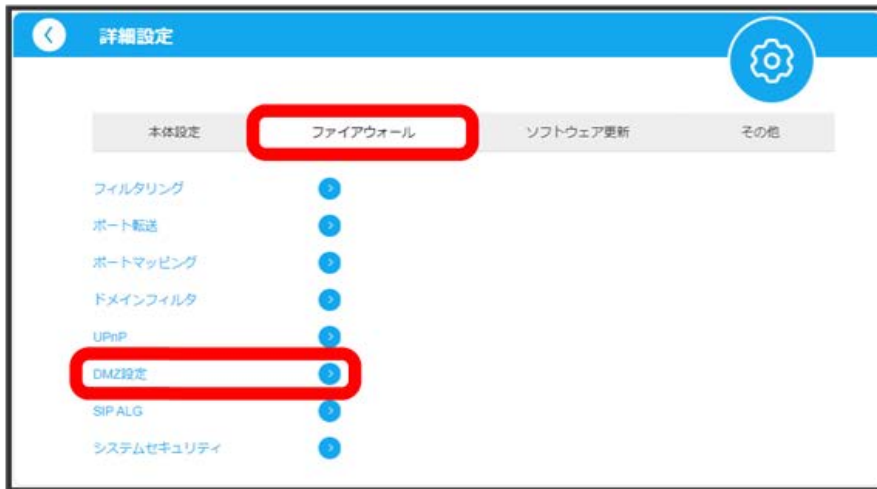 詳細設定
本体設定 ファイアウォール ソフトウェア更新 その他
フィルタリング
ポート転送
ポートマッピング
ドメインフィルタ
UPnP
DMZ設定
SIP ALG
システムセキュリティ